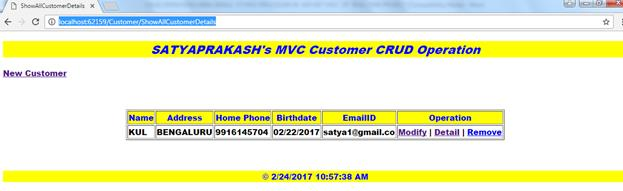 ShowAllCustomerDetails
localhost:62159/Customer/ShowAllCustomerDetails
SATYAPRAKASH's MVC Customer CRUD Operation
New Customer
Name Address Home Phone Birthdate EmailID Operation
KUL BENGALURU 9916145704 02/22/2017 satya1@gmail.co Modify | Detail | Remove
© 2/24/2017 10:57:38 AM